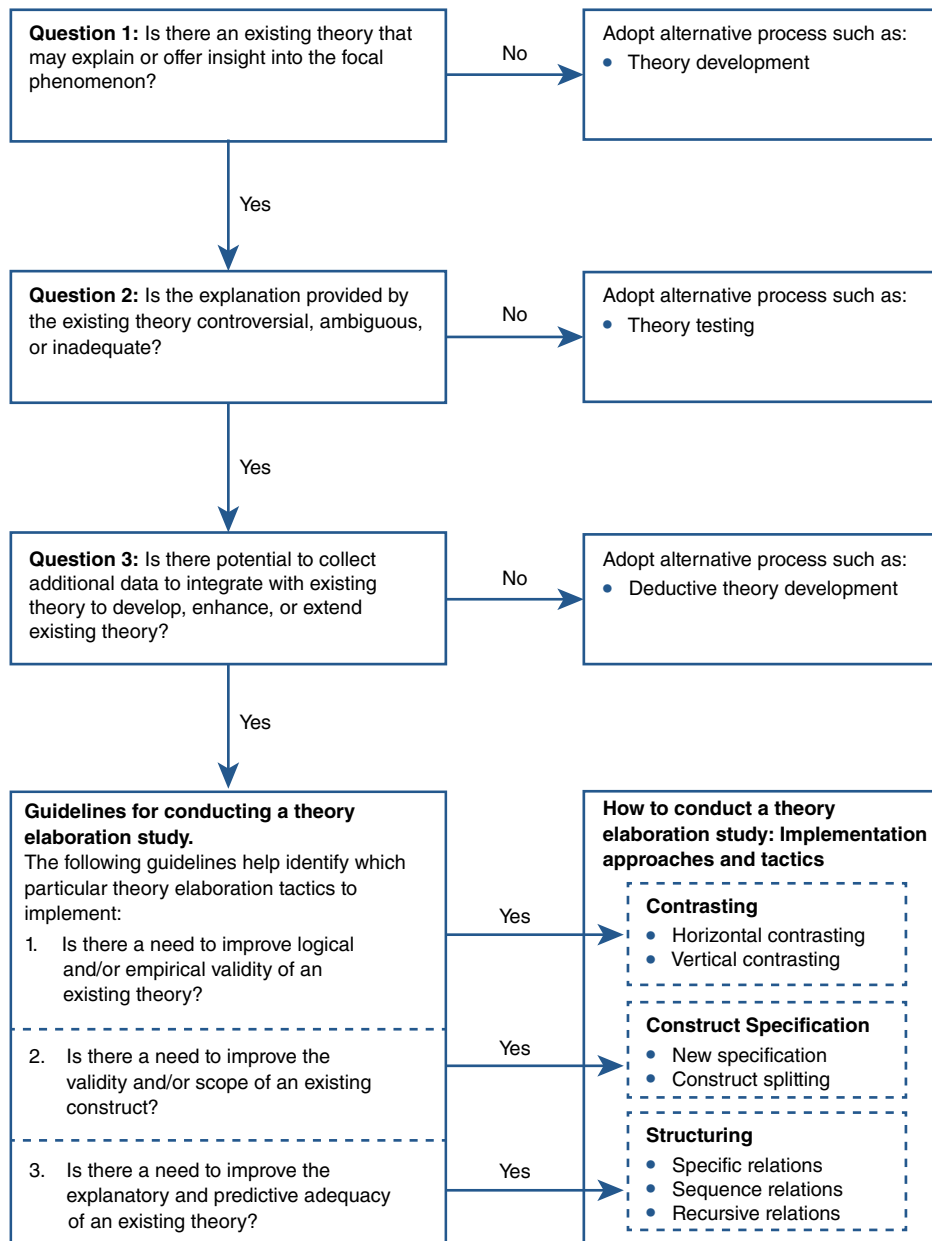 Question 1: Is there an existing theory that
may explain or offer insight into the focal
phenomenon?
No
Adopt alternative process such as:
• Theory development
Yes
Question 2: Is the explanation provided by
the existing theory controversial, ambiguous,
or inadequate?
No
Adopt alternative process such as:
• Theory testing
Yes
Question 3: Is there potential to collect
additional data to integrate with existing
theory to develop, enhance, or extend
existing theory?
No
Adopt alternative process such as:
• Deductive theory development
Yes
Guidelines for conducting a theory
elaboration study.
The following guidelines help identify which
particular theory elaboration tactics to
implement:
1. Is there a need to improve logical
and/or empirical validity of an
existing theory?
Yes
How to conduct a theory
elaboration study: Implementation
approaches and tactics
Contrasting
• Horizontal contrasting
• Vertical contrasting
2. Is there a need to improve the
validity and/or scope of an existing
construct?
Yes
Construct Specification
• New specification
• Construct splitting
3. Is there a need to improve the
explanatory and predictive adequacy
of an existing theory?
Yes
Structuring
• Specific relations
• Sequence relations
• Recursive relations